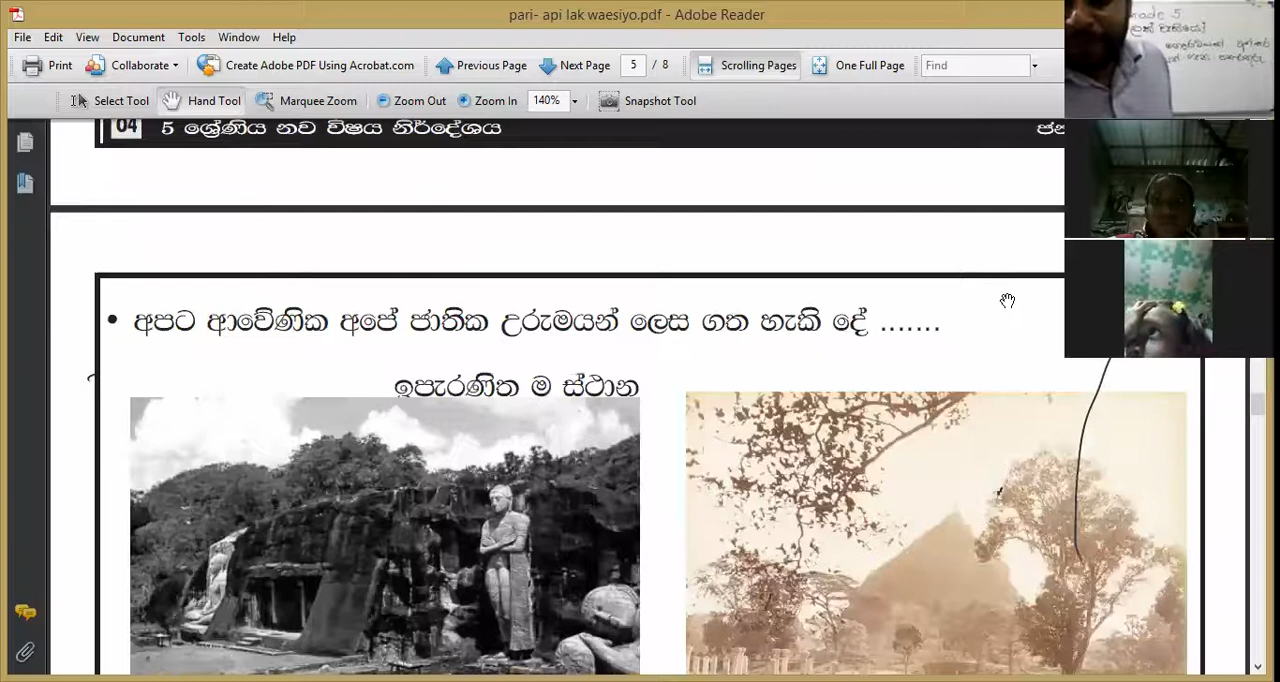 pari- api lak waesiyo.pdf - Adobe Reader
File Edit View Document Tools Window Help
Print Collaborate Create Adobe PDF Using Acrobat.com Previous Page Next Page 5 / 8 Scrolling Pages One Full Page Find
Select Tool Hand Tool Marquee Zoom Zoom Out Zoom In 140% Snapshot Tool
04 5 ශ්‍රේණිය නව විෂය නිර්දේශය
• අපට ආවේණික අපේ ජාතික උරුමයන් ලෙස ගත හැකි දේ .......
ඉපැරණිත ම ස්ථාන